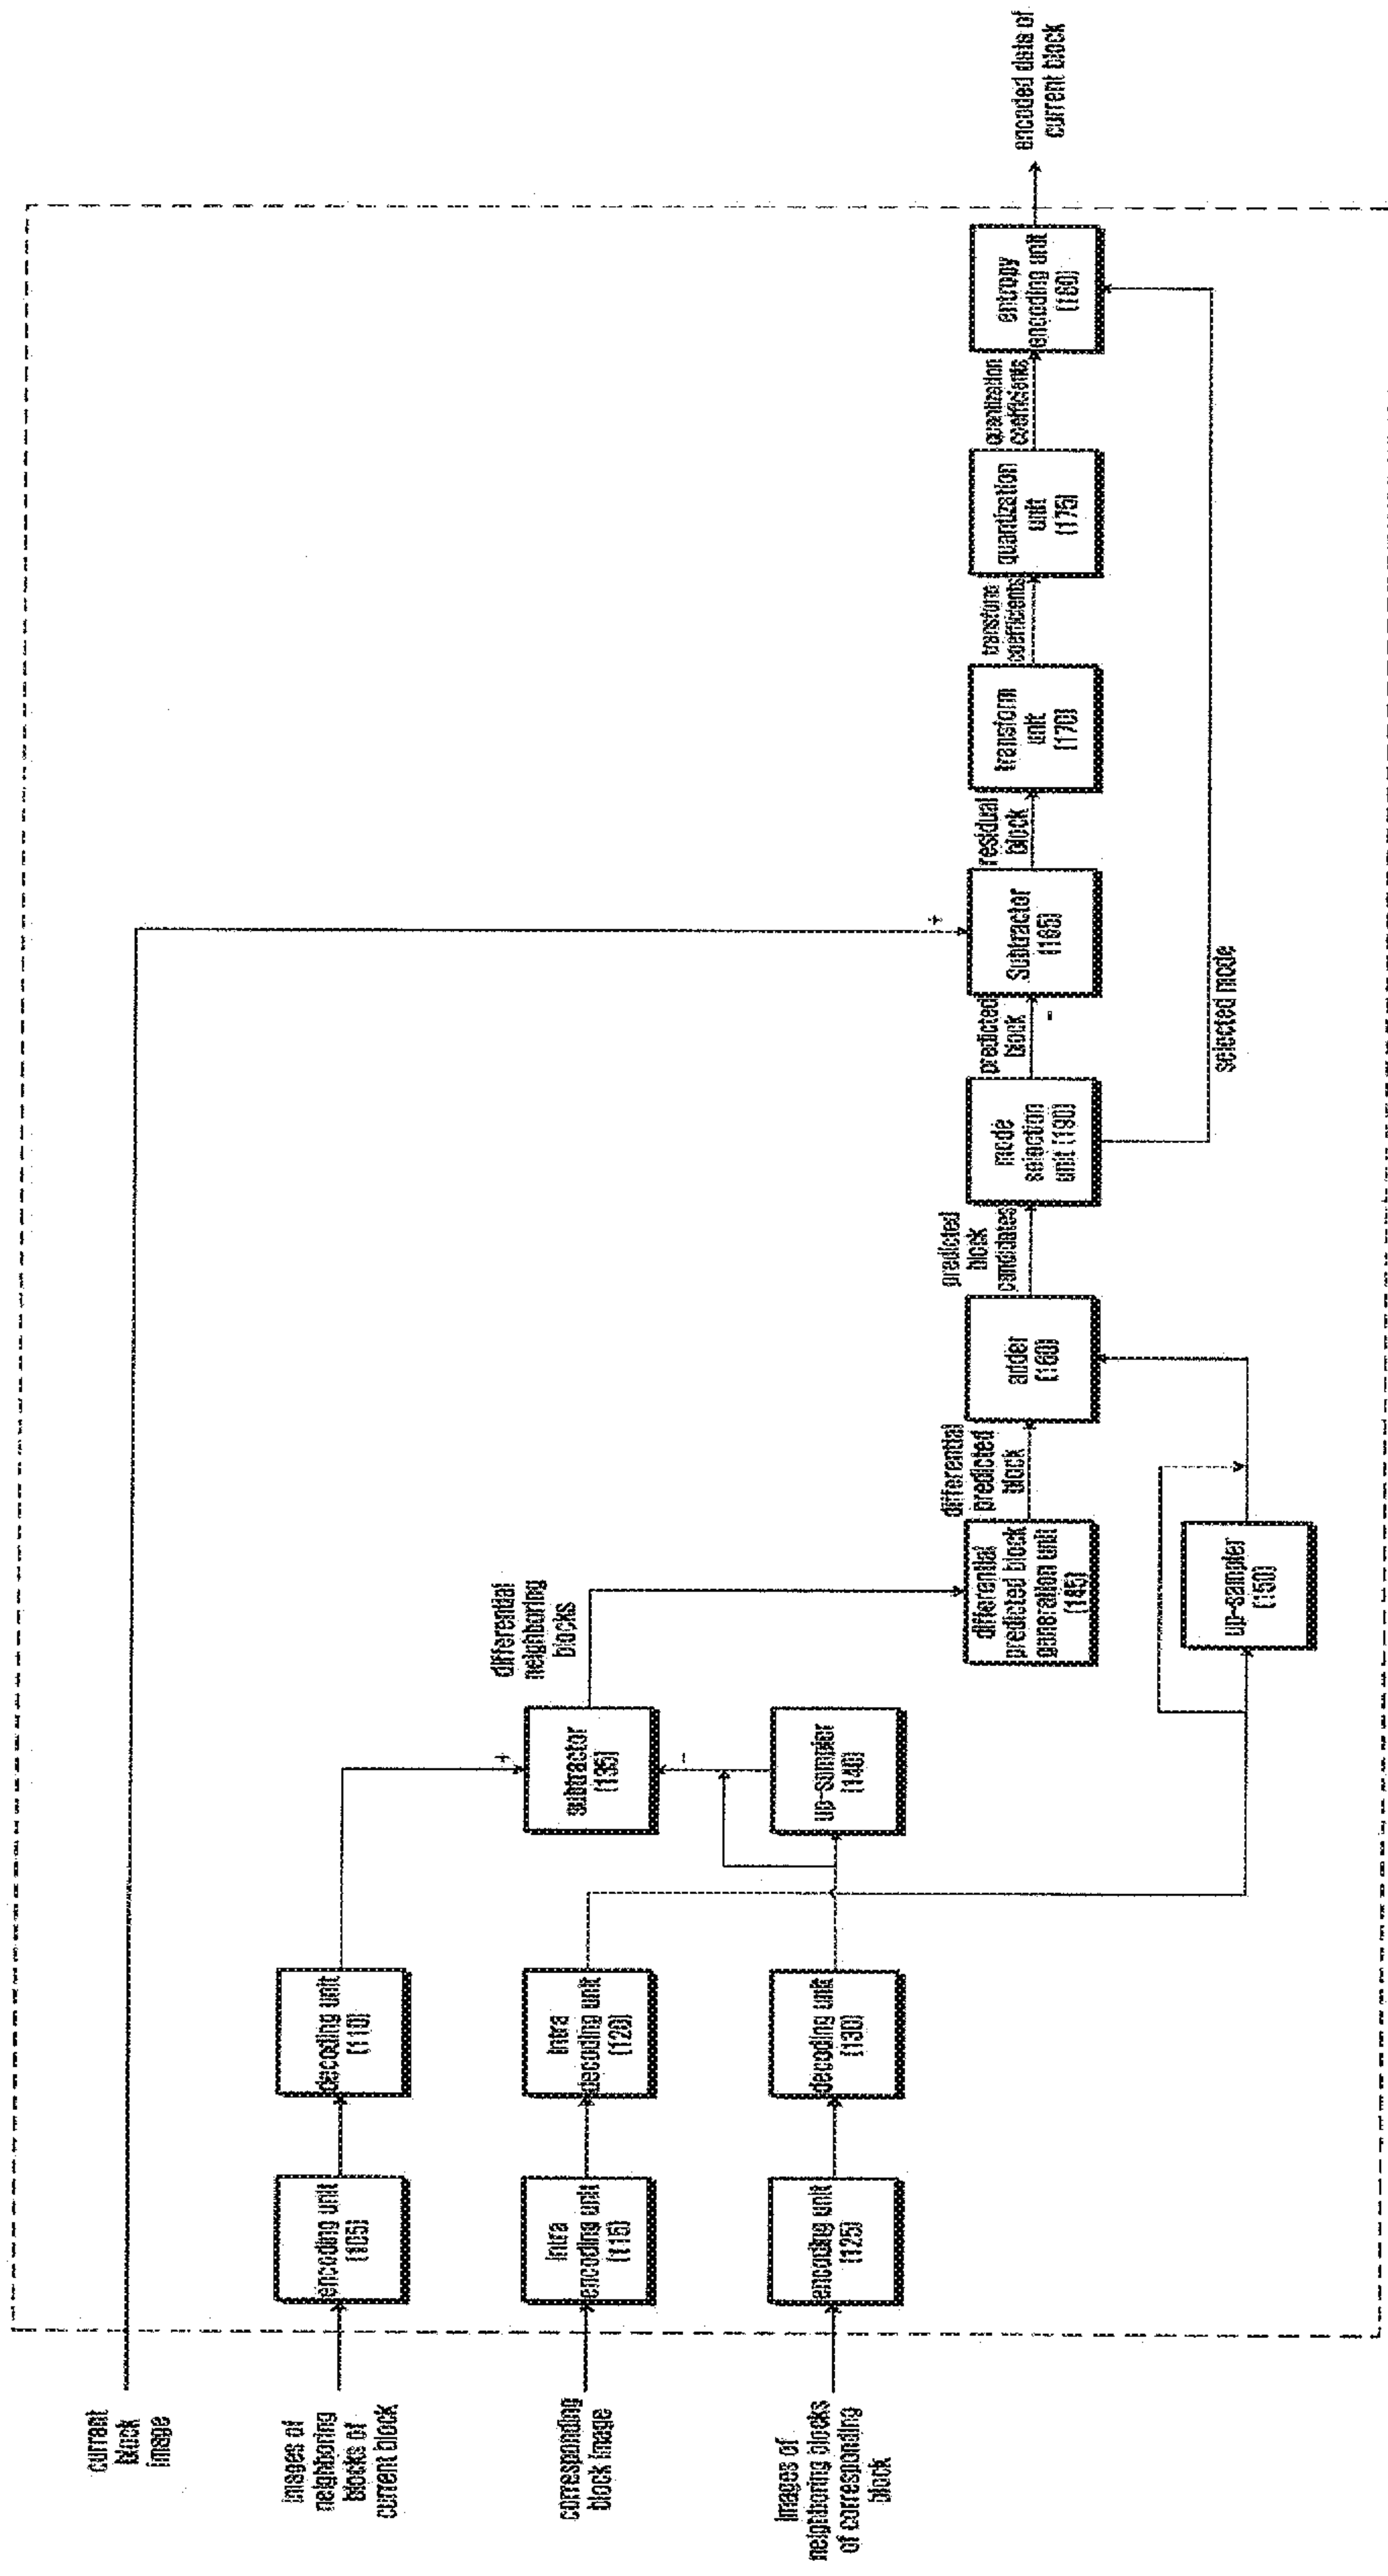 current
block
image
images of
neighboring
blocks of
current block
corresponding
block image
images of
neighboring blocks
of corresponding
block
encoding unit
(105)
decoding unit
(110)
intra
encoding unit
(115)
intra
decoding unit
(120)
encoding unit
(125)
decoding unit
(130)
+
subtractor
(135)
-
up-sampler
(140)
differential
neighboring
blocks
differential
predicted block
generation unit
(145)
up-sampler
(150)
differential
predicted
block
adder
(160)
predicted
block
candidates
mode
selection
unit (190)
predicted
block
-
+
Subtractor
(165)
residual
block
transform
unit
(170)
transform
coefficients
quantization
unit
(175)
quantization
coefficients
entropy
encoding unit
(180)
selected mode
encoded data of
current block